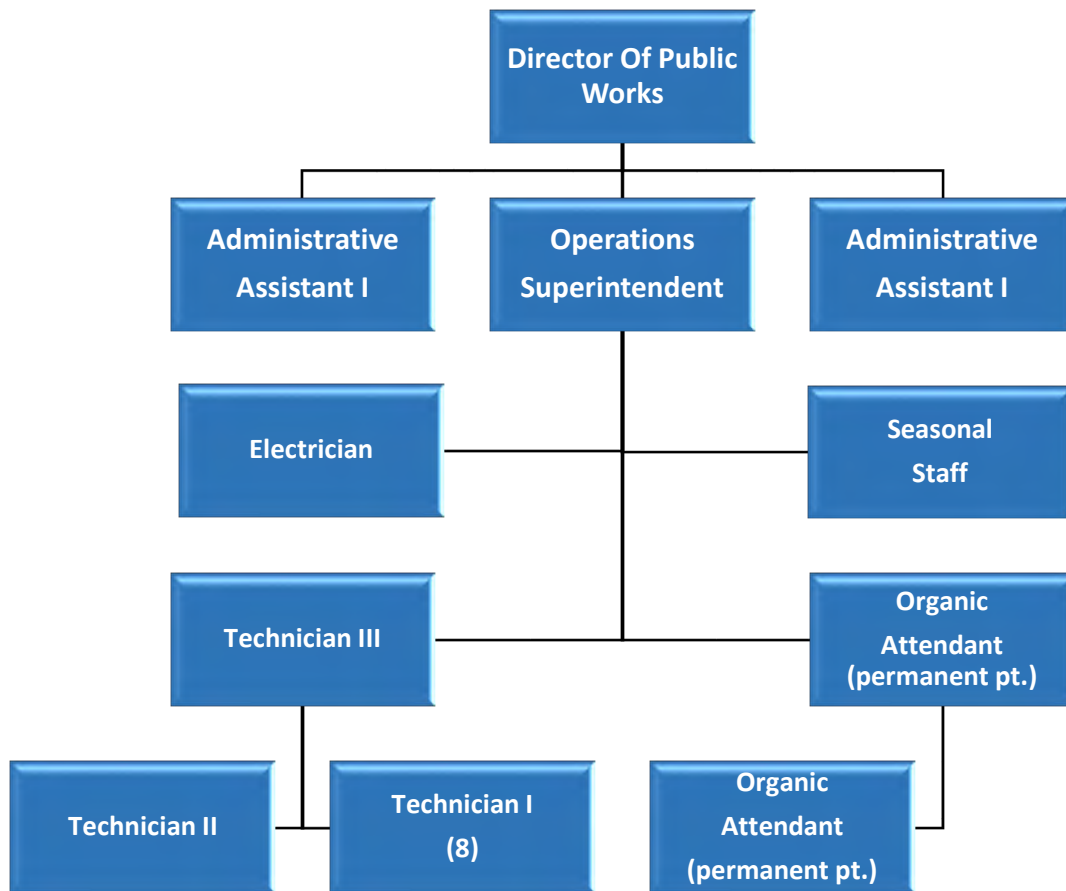 Director Of Public
Works
Administrative
Assistant I
Operations
Superintendent
Administrative
Assistant I
Electrician
Seasonal
Staff
Technician III
Organic
Attendant
(permanent pt.)
Technician II
Technician I
(8)
Organic
Attendant
(permanent pt.)